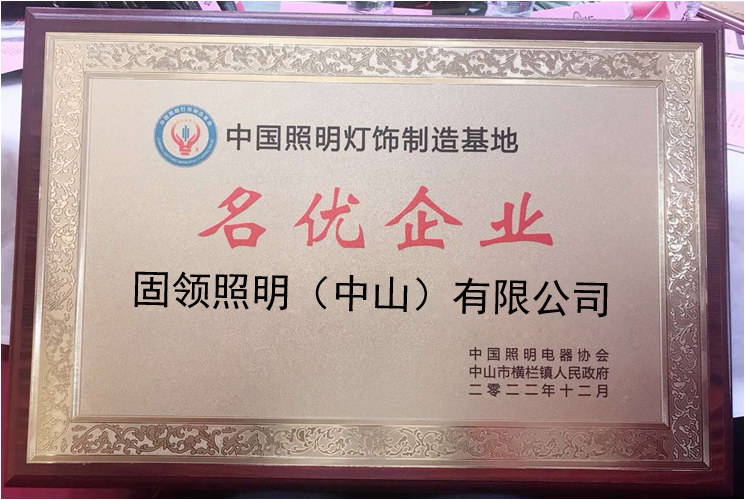 中国照明灯饰制造基地
名优企业
固领照明（中山）有限公司
中国照明电器协会
中山市横栏镇人民政府
二零二二年十二月